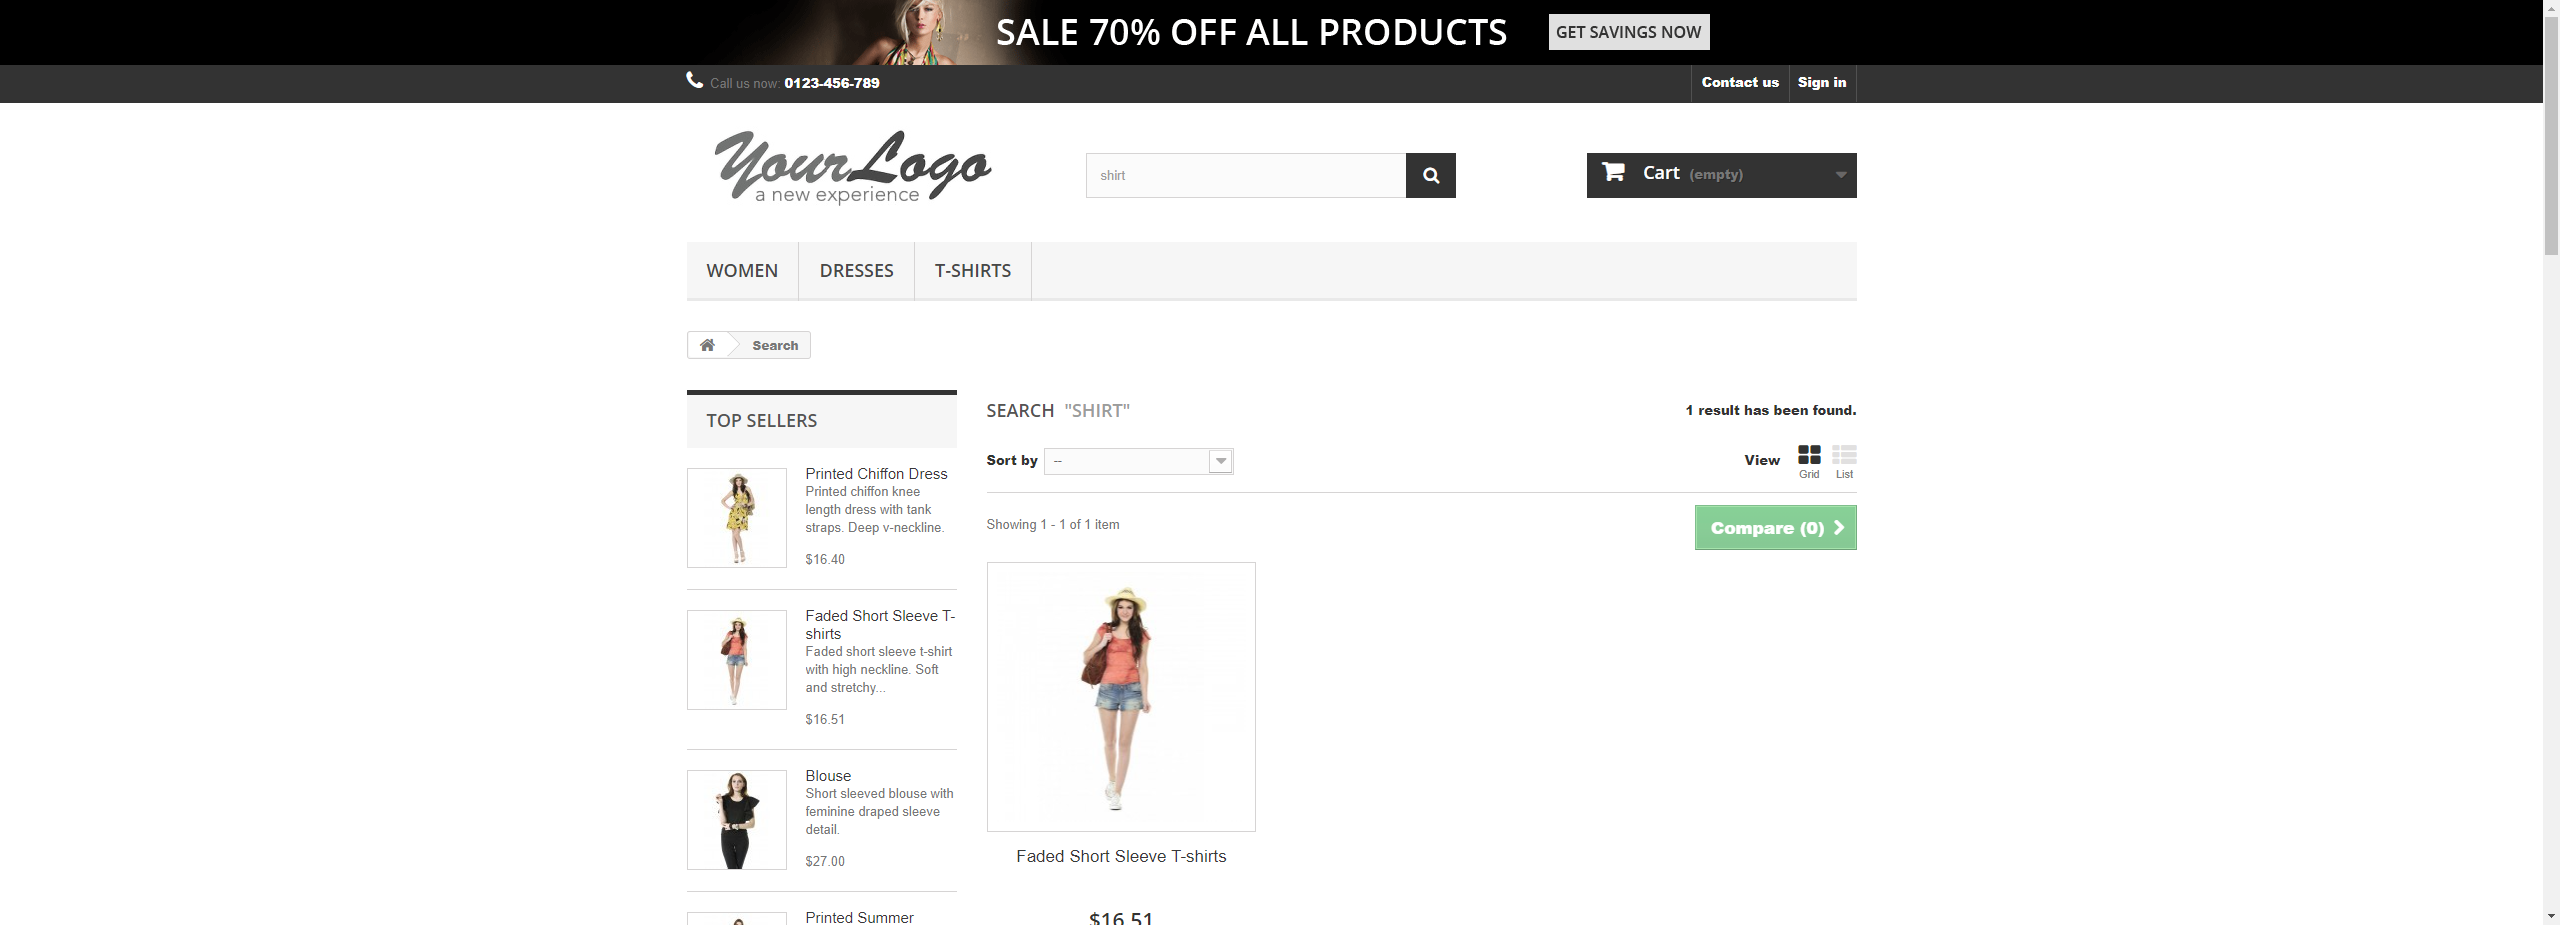 SALE 70% OFF ALL PRODUCTS
GET SAVINGS NOW
Call us now: 0123-456-789
Contact us
Sign in
YourLogo
a new experience
shirt
Cart (empty)
WOMEN
DRESSES
T-SHIRTS
Search
TOP SELLERS
Printed Chiffon Dress
Printed chiffon knee
length dress with tank
straps. Deep v-neckline.
$16.40
Faded Short Sleeve T-
shirts
Faded short sleeve t-shirt
with high neckline. Soft
and stretchy...
$16.51
Blouse
Short sleeved blouse with
feminine draped sleeve
detail.
$27.00
Printed Summer
SEARCH "SHIRT"
1 result has been found.
Sort by
--
View
Grid
List
Showing 1 - 1 of 1 item
Compare (0)
Faded Short Sleeve T-shirts
$16.51